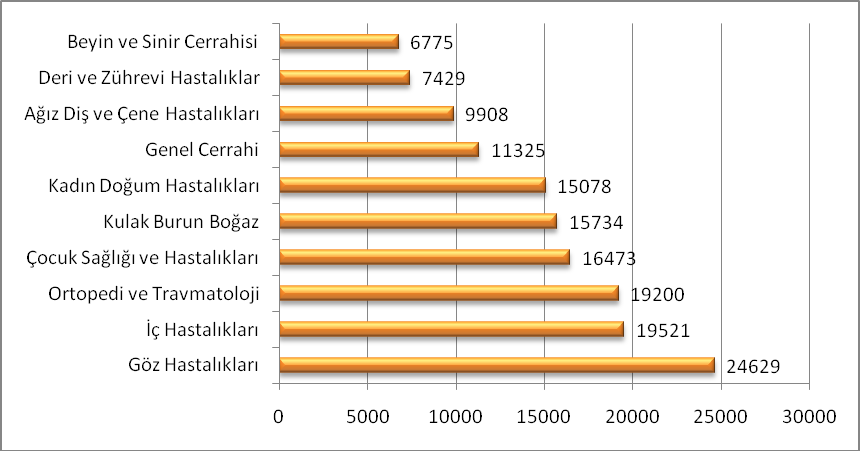 Beyin ve Sinir Cerrahisi 6775
Deri ve Zührevi Hastalıklar 7429
Ağız Diş ve Çene Hastalıkları 9908
Genel Cerrahi 11325
Kadın Doğum Hastalıkları 15078
Kulak Burun Boğaz 15734
Çocuk Sağlığı ve Hastalıkları 16473
Ortopedi ve Travmatoloji 19200
İç Hastalıkları 19521
Göz Hastalıkları 24629
0 5000 10000 15000 20000 25000 30000